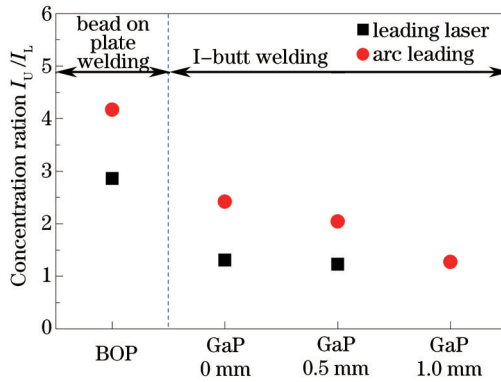 6
5
4
3
2
1
0
Concentration ration I_U/I_L
bead on
plate
welding
I-butt welding
leading laser
arc leading
BOP
GaP
0 mm
GaP
0.5 mm
GaP
1.0 mm